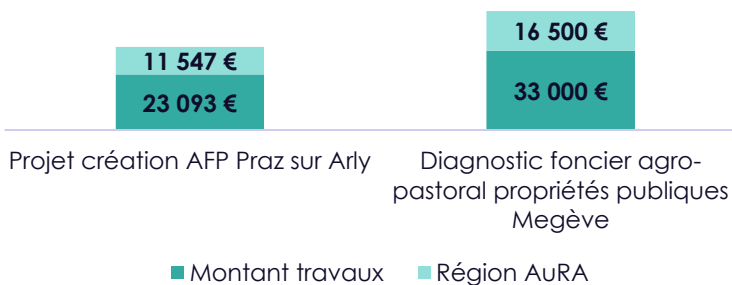 16 500 €
11 547 €
33 000 €
23 093 €
Projet création AFP Praz sur Arly
Diagnostic foncier agro-
pastoral propriétés publiques
Megève
Montant travaux
Région AuRA